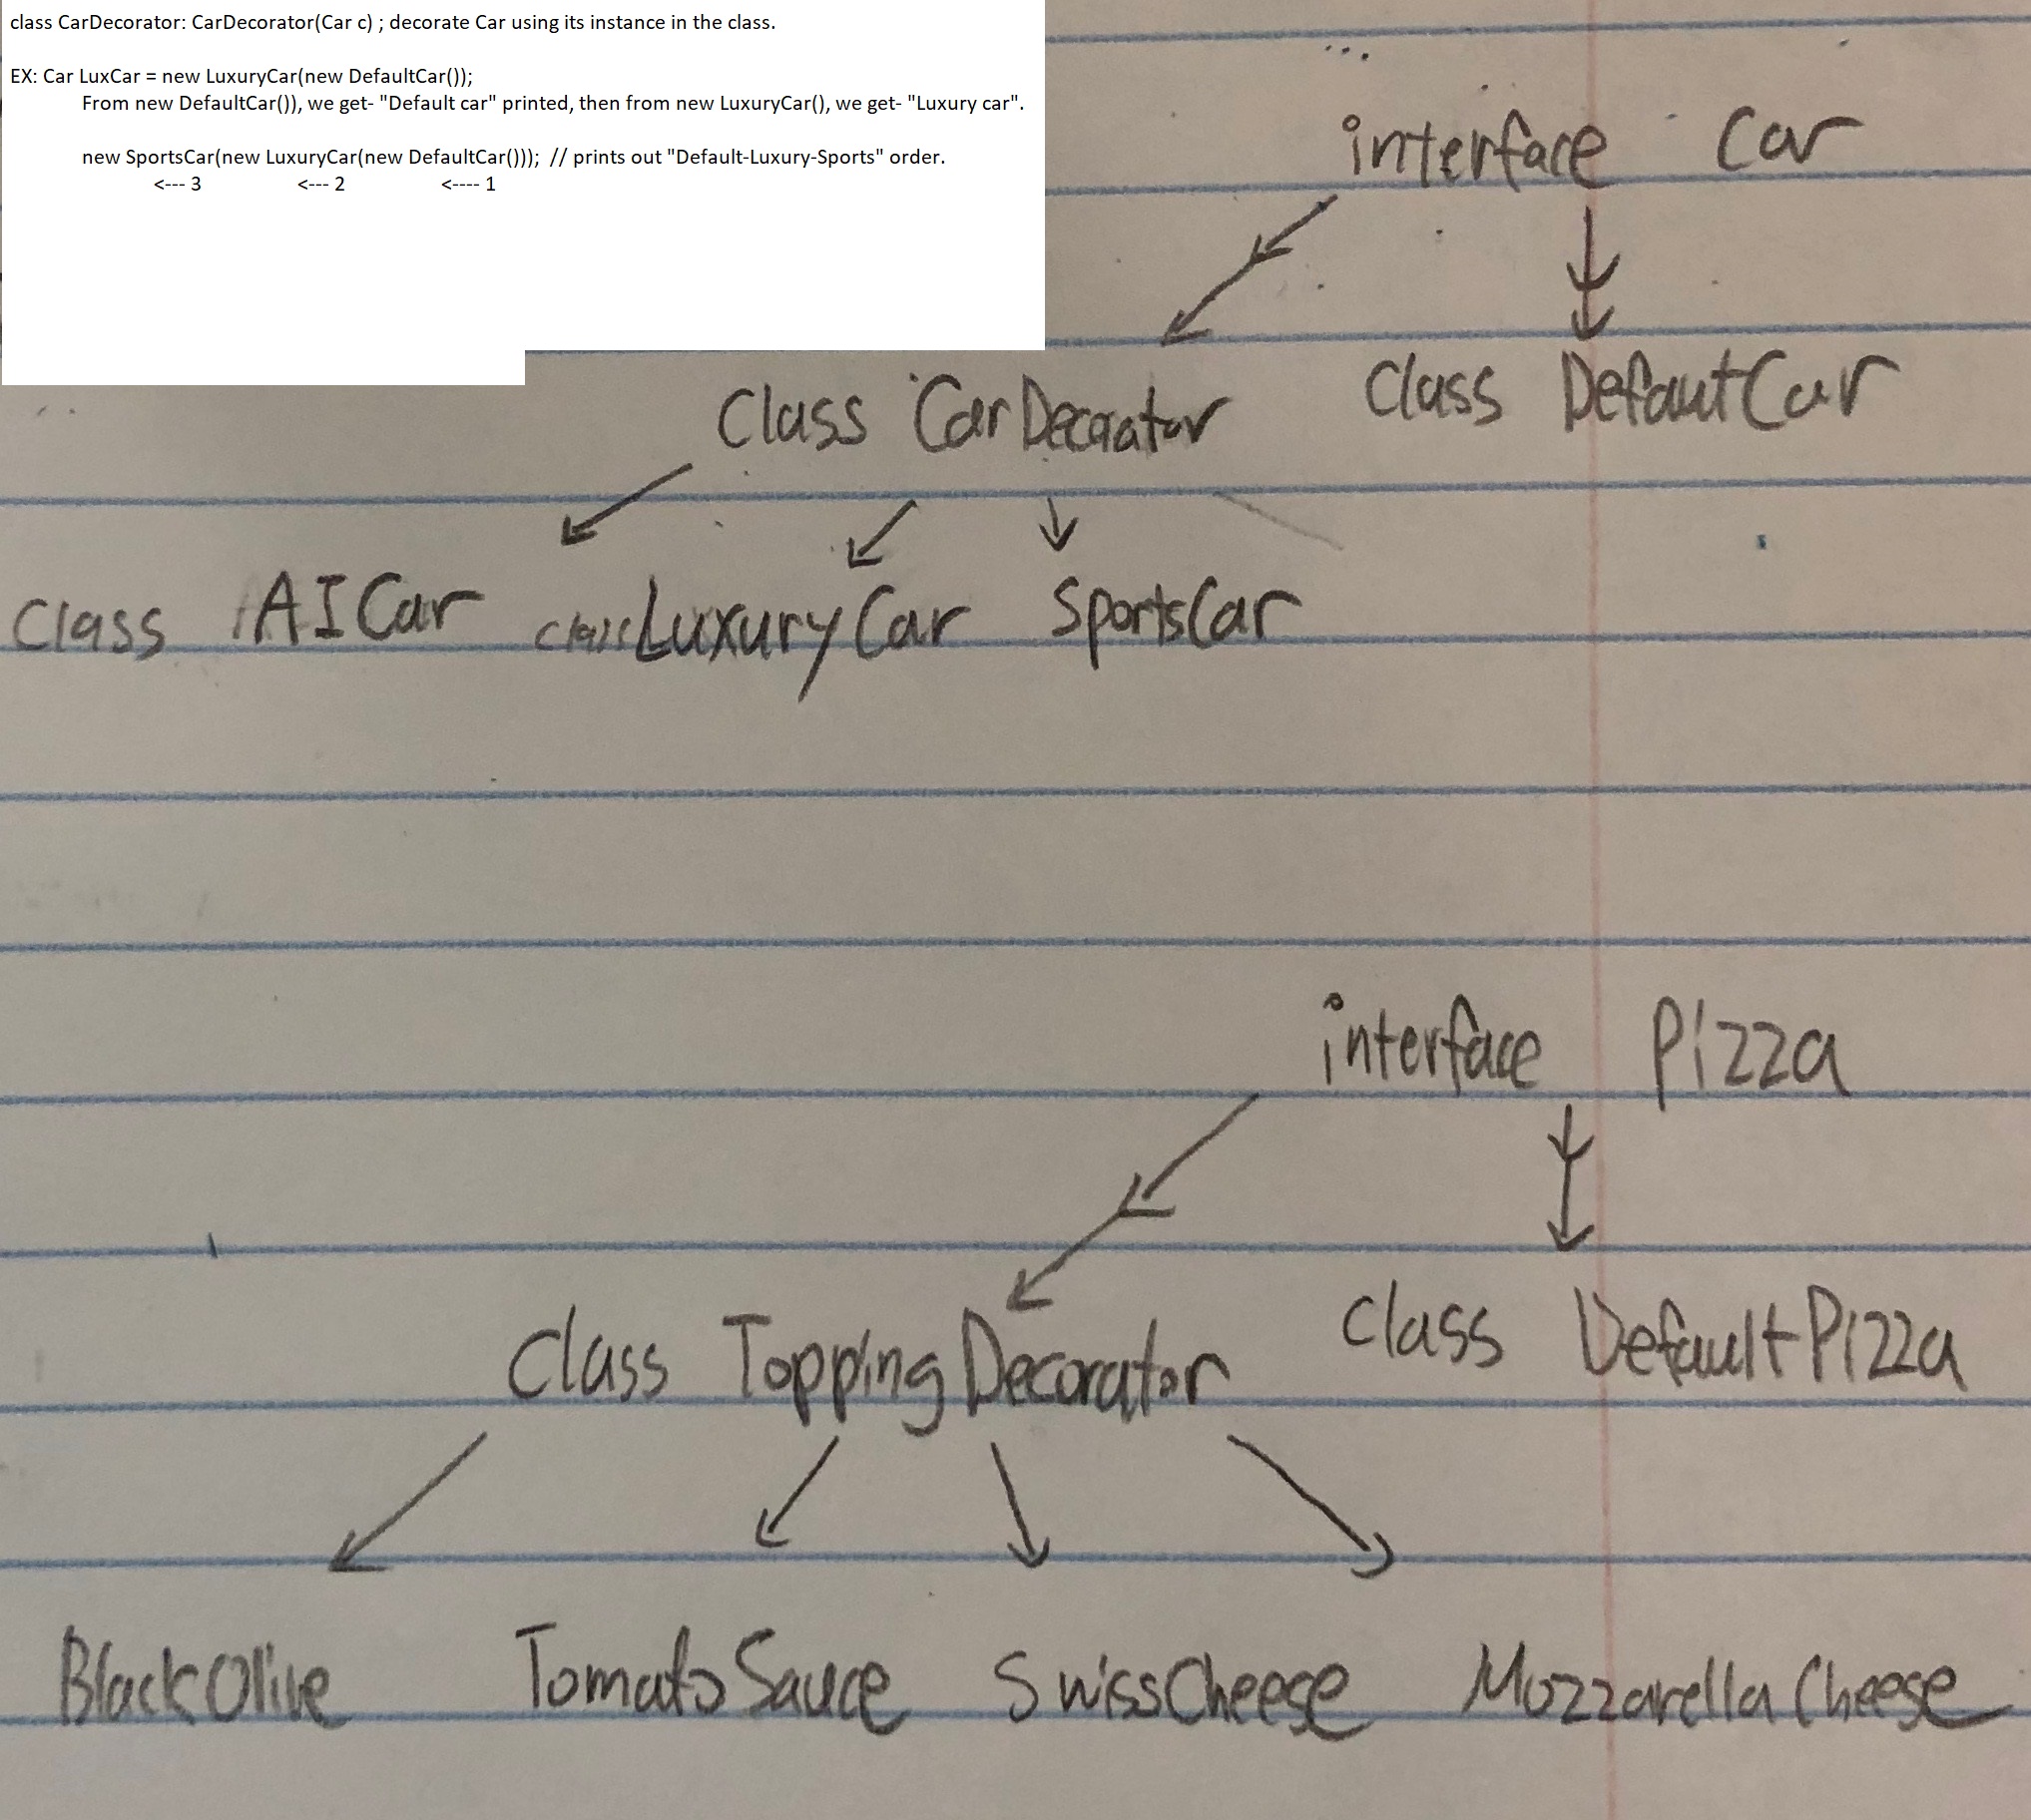 class CarDecorator: CarDecorator(Car c) ; decorate Car using its instance in the class.
EX: Car LuxCar = new LuxuryCar(new DefaultCar());
From new DefaultCar()), we get- "Default car" printed, then from new LuxuryCar(), we get- "Luxury car".
new SportsCar(new LuxuryCar(new DefaultCar())); // prints out "Default-Luxury-Sports" order.
<--- 3 <--- 2 <---- 1
interface Car
Class CarDecorator Class DefautCar
Class AICar class LuxuryCar SportsCar
interface Pizza
Class ToppingDecorator Class DefaultPizza
BlackOlive TomatoSauce SwissCheese MozzarellaCheese